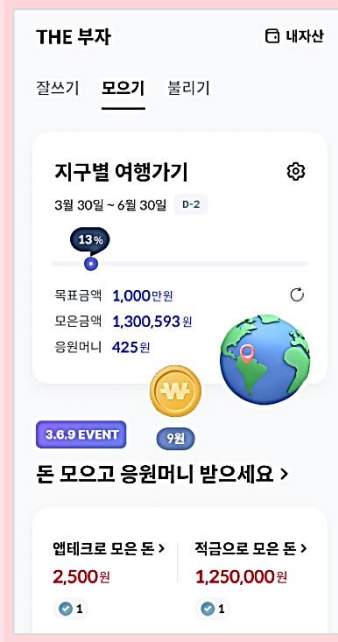 THE 부자
내자산
잘쓰기 모으기 불리기
지구별 여행가기
3월 30일 ~ 6월 30일 D-2
13%
목표금액 1,000만원
모은금액 1,300,593원
응원머니 425원
₩
3.6.9 EVENT
9원
돈 모으고 응원머니 받으세요 >
앱테크로 모은 돈 >
2,500원
1
적금으로 모은 돈 >
1,250,000원
1